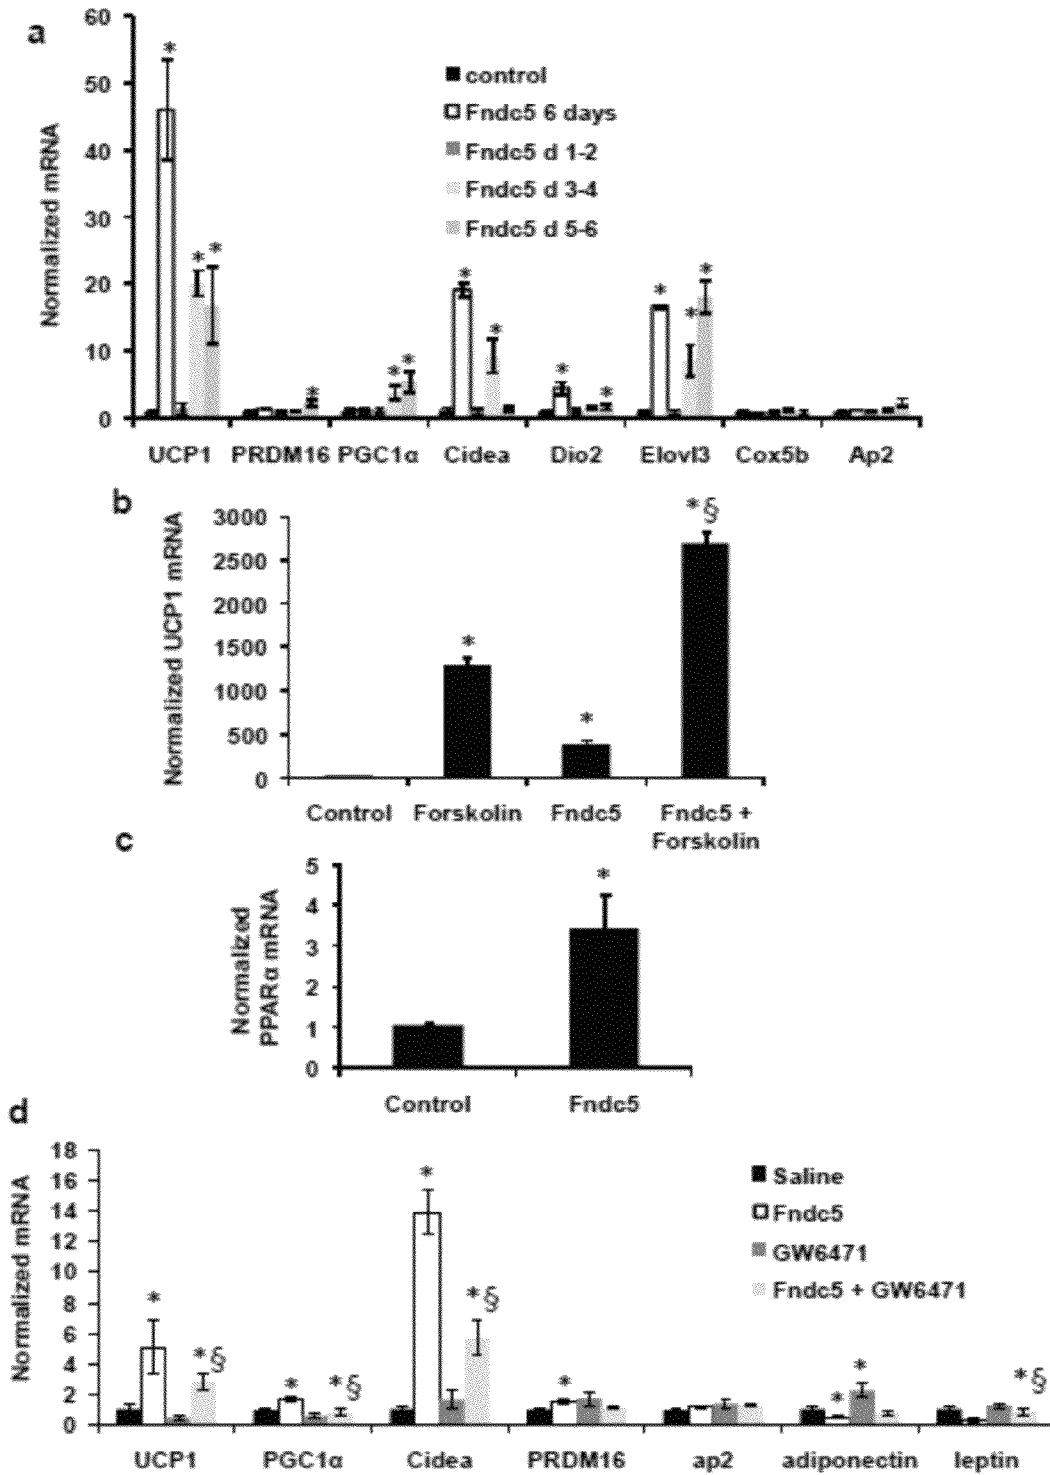 a
Normalized mRNA
60
50
40
30
20
10
0
control
Fndc5 6 days
Fndc5 d 1-2
Fndc5 d 3-4
Fndc5 d 5-6
* * * * * * * * * * * * *
UCP1 PRDM16 PGC1α Cidea Dio2 Elovl3 Cox5b Ap2
b
Normalized UCP1 mRNA
3000
2500
2000
1500
1000
500
0
* * *§
Control Forskolin Fndc5 Fndc5 +
Forskolin
c
Normalized
PPARα mRNA
5
4
3
2
1
0
*
Control Fndc5
d
Normalized mRNA
18
16
14
12
10
8
6
4
2
0
Saline
Fndc5
GW6471
Fndc5 + GW6471
* *§ * *§ * *§ * * * *§
UCP1 PGC1α Cidea PRDM16 ap2 adiponectin leptin